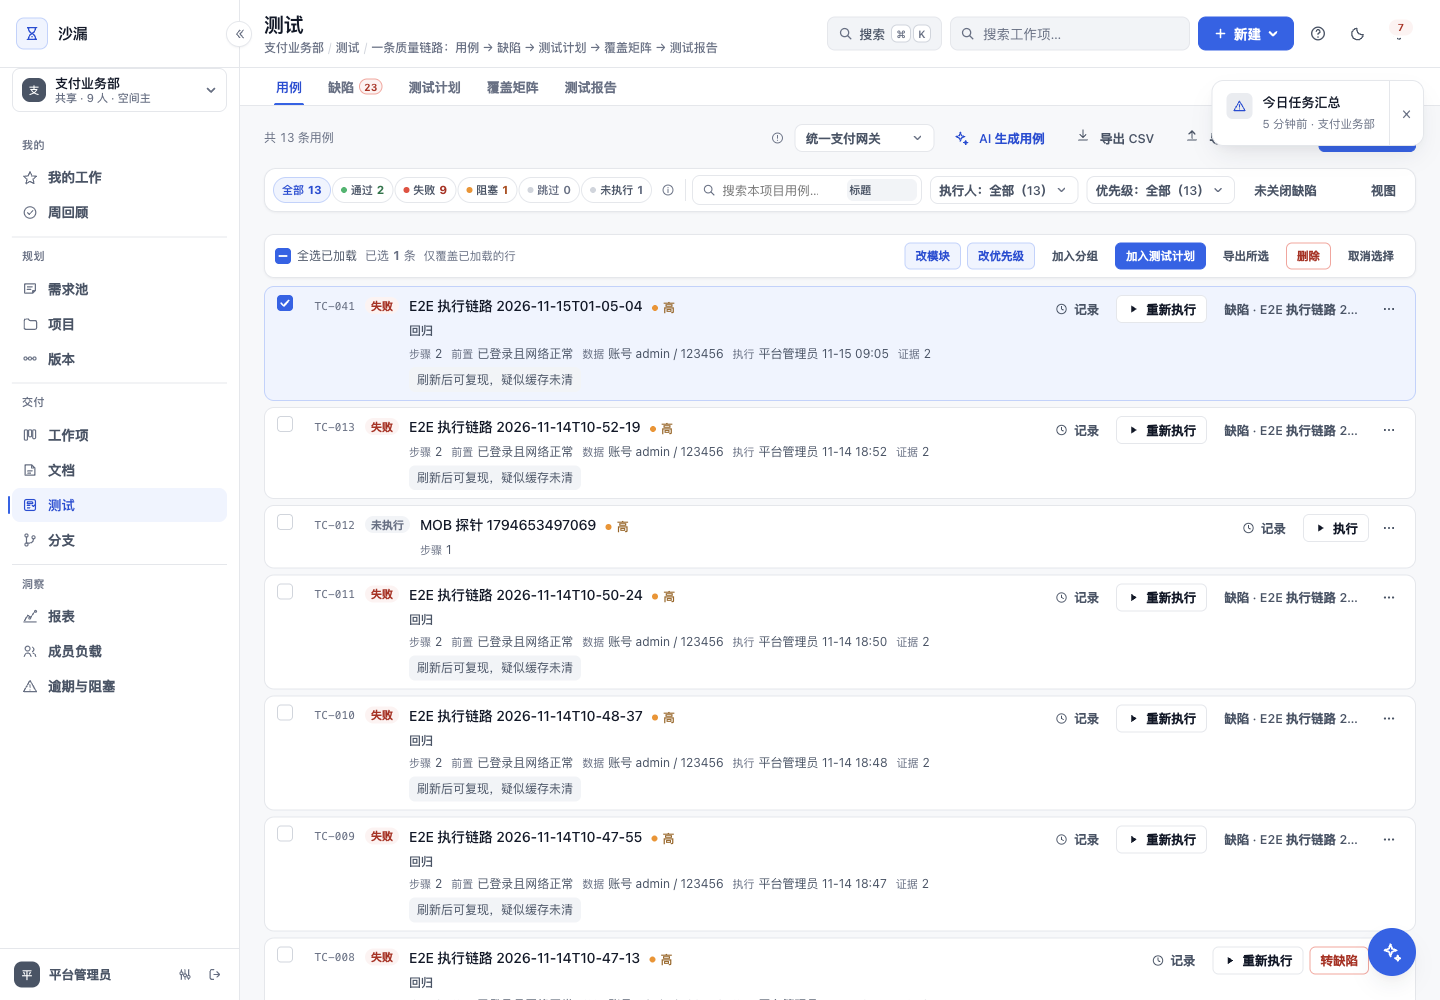 沙漏
支
支付业务部
共享 · 9 人 · 空间主
我的
我的工作
周回顾
规划
需求池
项目
版本
交付
工作项
文档
测试
分支
洞察
报表
成员负载
逾期与阻塞
平
平台管理员
测试
支付业务部 / 测试 / 一条质量链路：用例 → 缺陷 → 测试计划 → 覆盖矩阵 → 测试报告
搜索 ⌘ K
搜索工作项...
新建
7
用例
缺陷 23
测试计划
覆盖矩阵
测试报告
今日任务汇总
5 分钟前 · 支付业务部
共 13 条用例
统一支付网关
AI 生成用例
导出 CSV
全部 13
通过 2
失败 9
阻塞 1
跳过 0
未执行 1
搜索本项目用例...
标题
执行人：全部（13）
优先级：全部（13）
未关闭缺陷
视图
全选已加载 已选 1 条 仅覆盖已加载的行
改模块
改优先级
加入分组
加入测试计划
导出所选
删除
取消选择
TC-041 失败 E2E 执行链路 2026-11-15T01-05-04 高
记录 重新执行 缺陷 · E2E 执行链路 2... ...
回归
步骤 2 前置 已登录且网络正常 数据 账号 admin / 123456 执行 平台管理员 11-15 09:05 证据 2
刷新后可复现，疑似缓存未清
TC-013 失败 E2E 执行链路 2026-11-14T10-52-19 高
记录 重新执行 缺陷 · E2E 执行链路 2... ...
步骤 2 前置 已登录且网络正常 数据 账号 admin / 123456 执行 平台管理员 11-14 18:52 证据 2
刷新后可复现，疑似缓存未清
TC-012 未执行 MOB 探针 1794653497069 高
记录 执行 ...
步骤 1
TC-011 失败 E2E 执行链路 2026-11-14T10-50-24 高
记录 重新执行 缺陷 · E2E 执行链路 2... ...
回归
步骤 2 前置 已登录且网络正常 数据 账号 admin / 123456 执行 平台管理员 11-14 18:50 证据 2
刷新后可复现，疑似缓存未清
TC-010 失败 E2E 执行链路 2026-11-14T10-48-37 高
记录 重新执行 缺陷 · E2E 执行链路 2... ...
回归
步骤 2 前置 已登录且网络正常 数据 账号 admin / 123456 执行 平台管理员 11-14 18:48 证据 2
刷新后可复现，疑似缓存未清
TC-009 失败 E2E 执行链路 2026-11-14T10-47-55 高
记录 重新执行 缺陷 · E2E 执行链路 2... ...
回归
步骤 2 前置 已登录且网络正常 数据 账号 admin / 123456 执行 平台管理员 11-14 18:47 证据 2
刷新后可复现，疑似缓存未清
TC-008 失败 E2E 执行链路 2026-11-14T10-47-13 高
记录 重新执行 转缺陷
回归